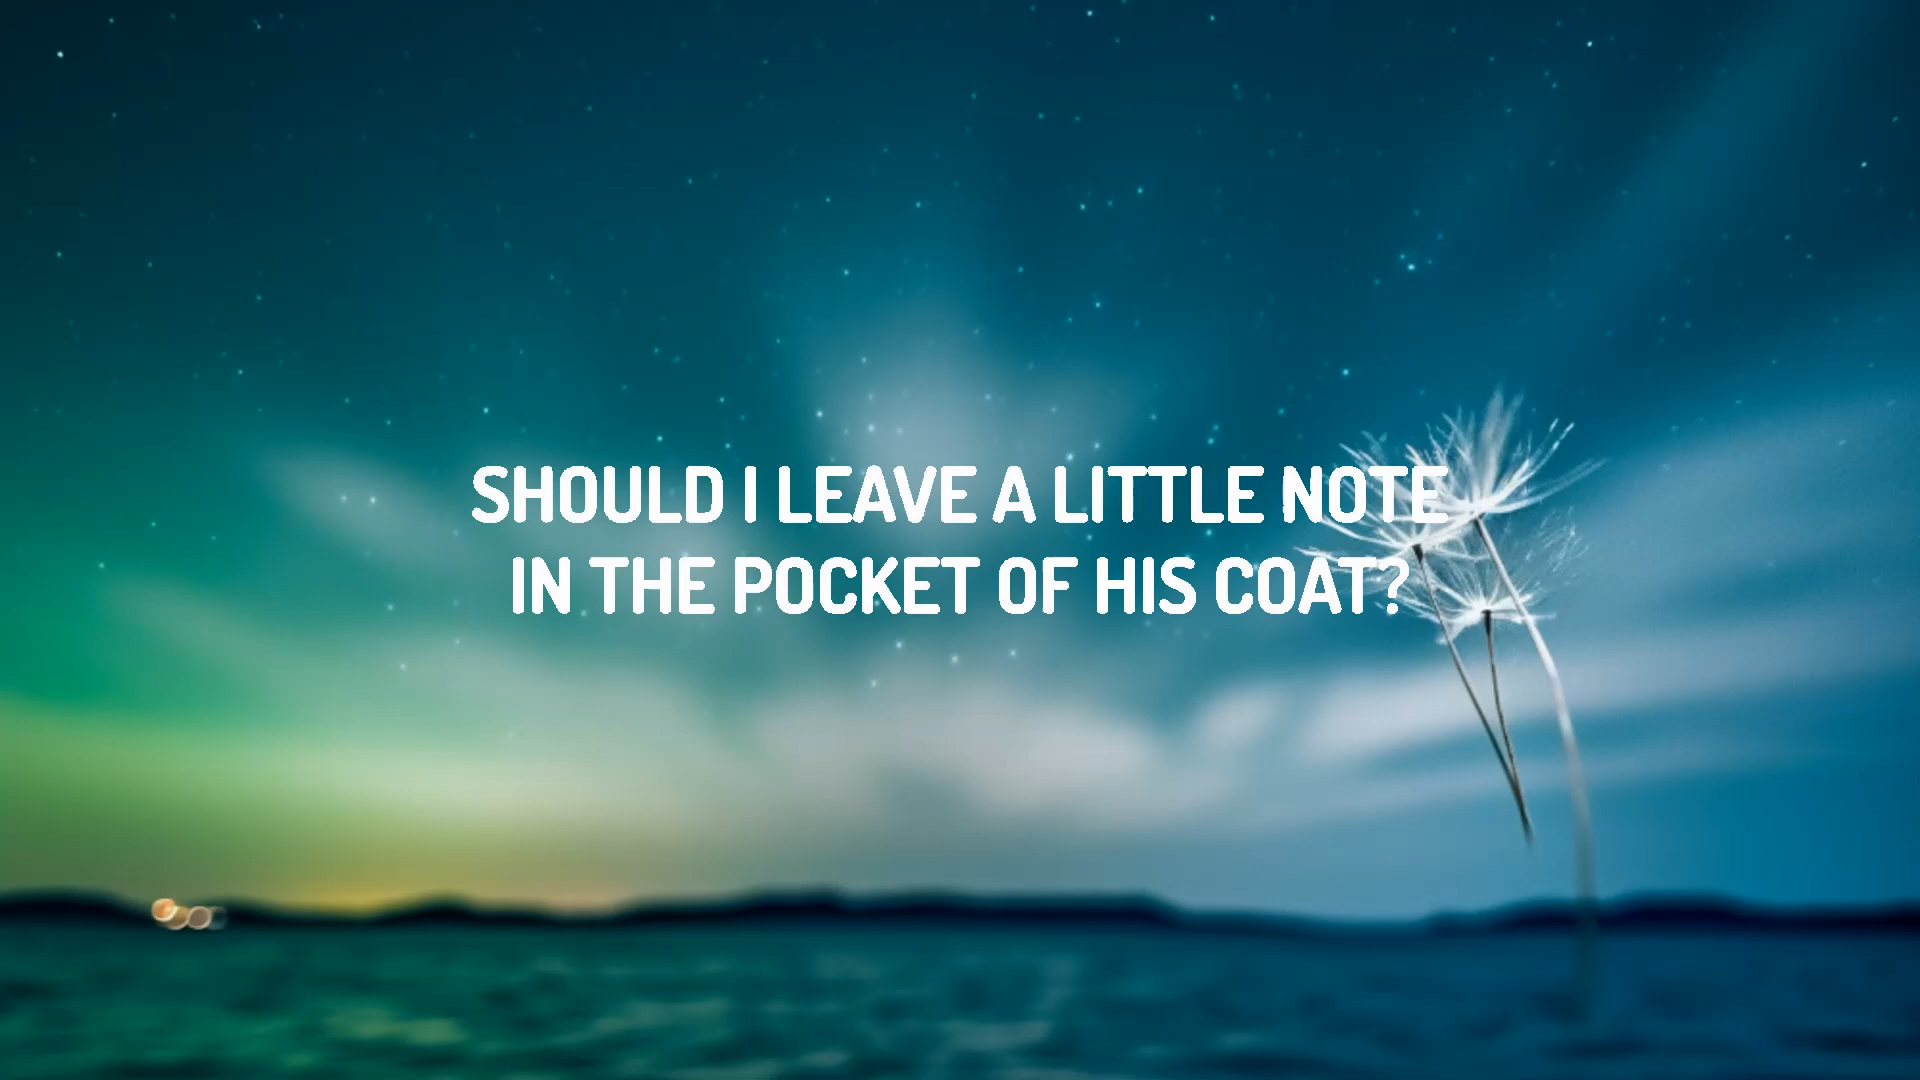 SHOULD I LEAVE A LITTLE NOTE
IN THE POCKET OF HIS COAT?